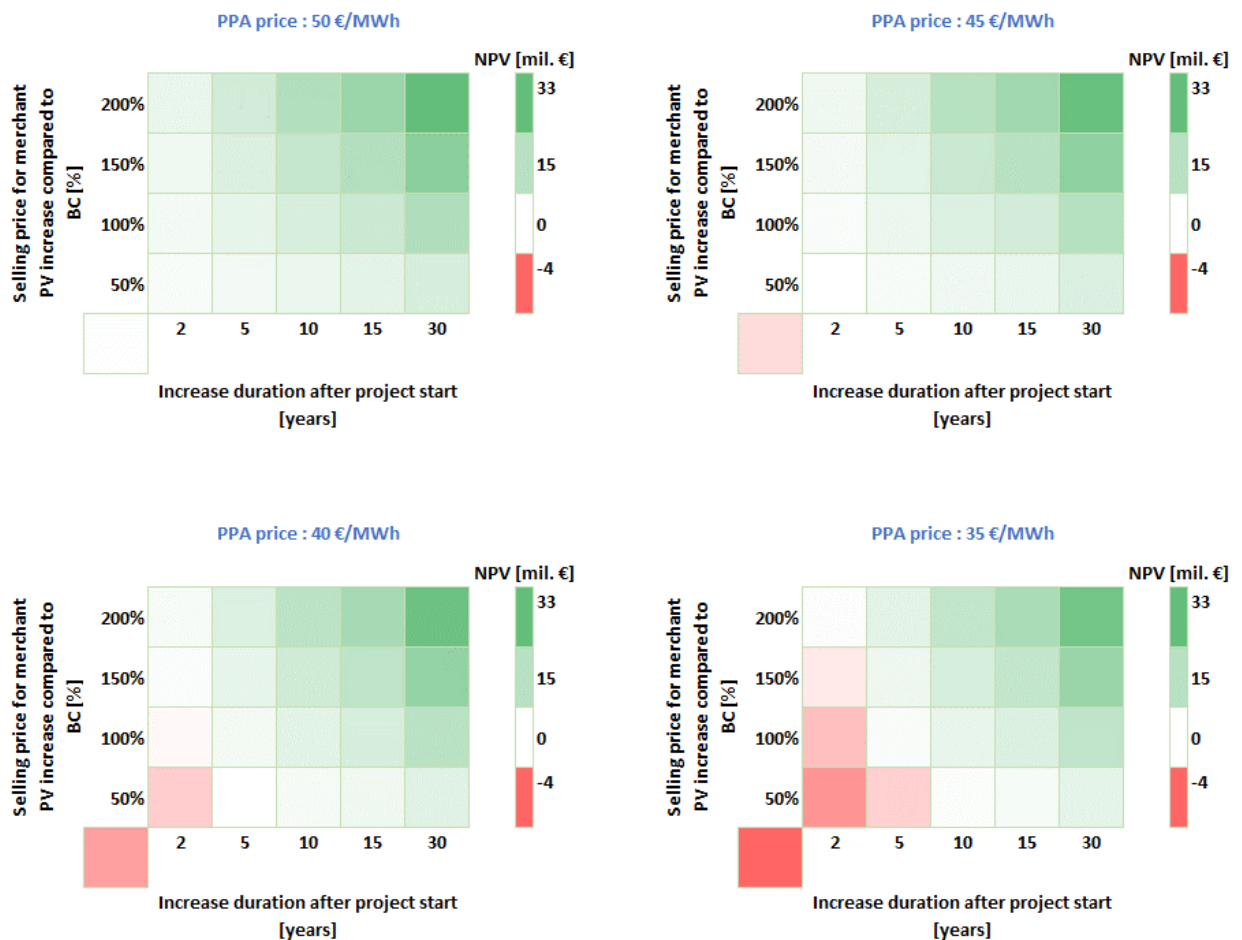 PPA price : 50 €/MWh
NPV [mil. €]
Selling price for merchant
PV increase compared to
BC [%]
200%
150%
100%
50%
33
15
0
-4
2 5 10 15 30
Increase duration after project start
[years]
PPA price : 45 €/MWh
NPV [mil. €]
Selling price for merchant
PV increase compared to
BC [%]
200%
150%
100%
50%
33
15
0
-4
2 5 10 15 30
Increase duration after project start
[years]
PPA price : 40 €/MWh
NPV [mil. €]
Selling price for merchant
PV increase compared to
BC [%]
200%
150%
100%
50%
33
15
0
-4
2 5 10 15 30
Increase duration after project start
[years]
PPA price : 35 €/MWh
NPV [mil. €]
Selling price for merchant
PV increase compared to
BC [%]
200%
150%
100%
50%
33
15
0
-4
2 5 10 15 30
Increase duration after project start
[years]